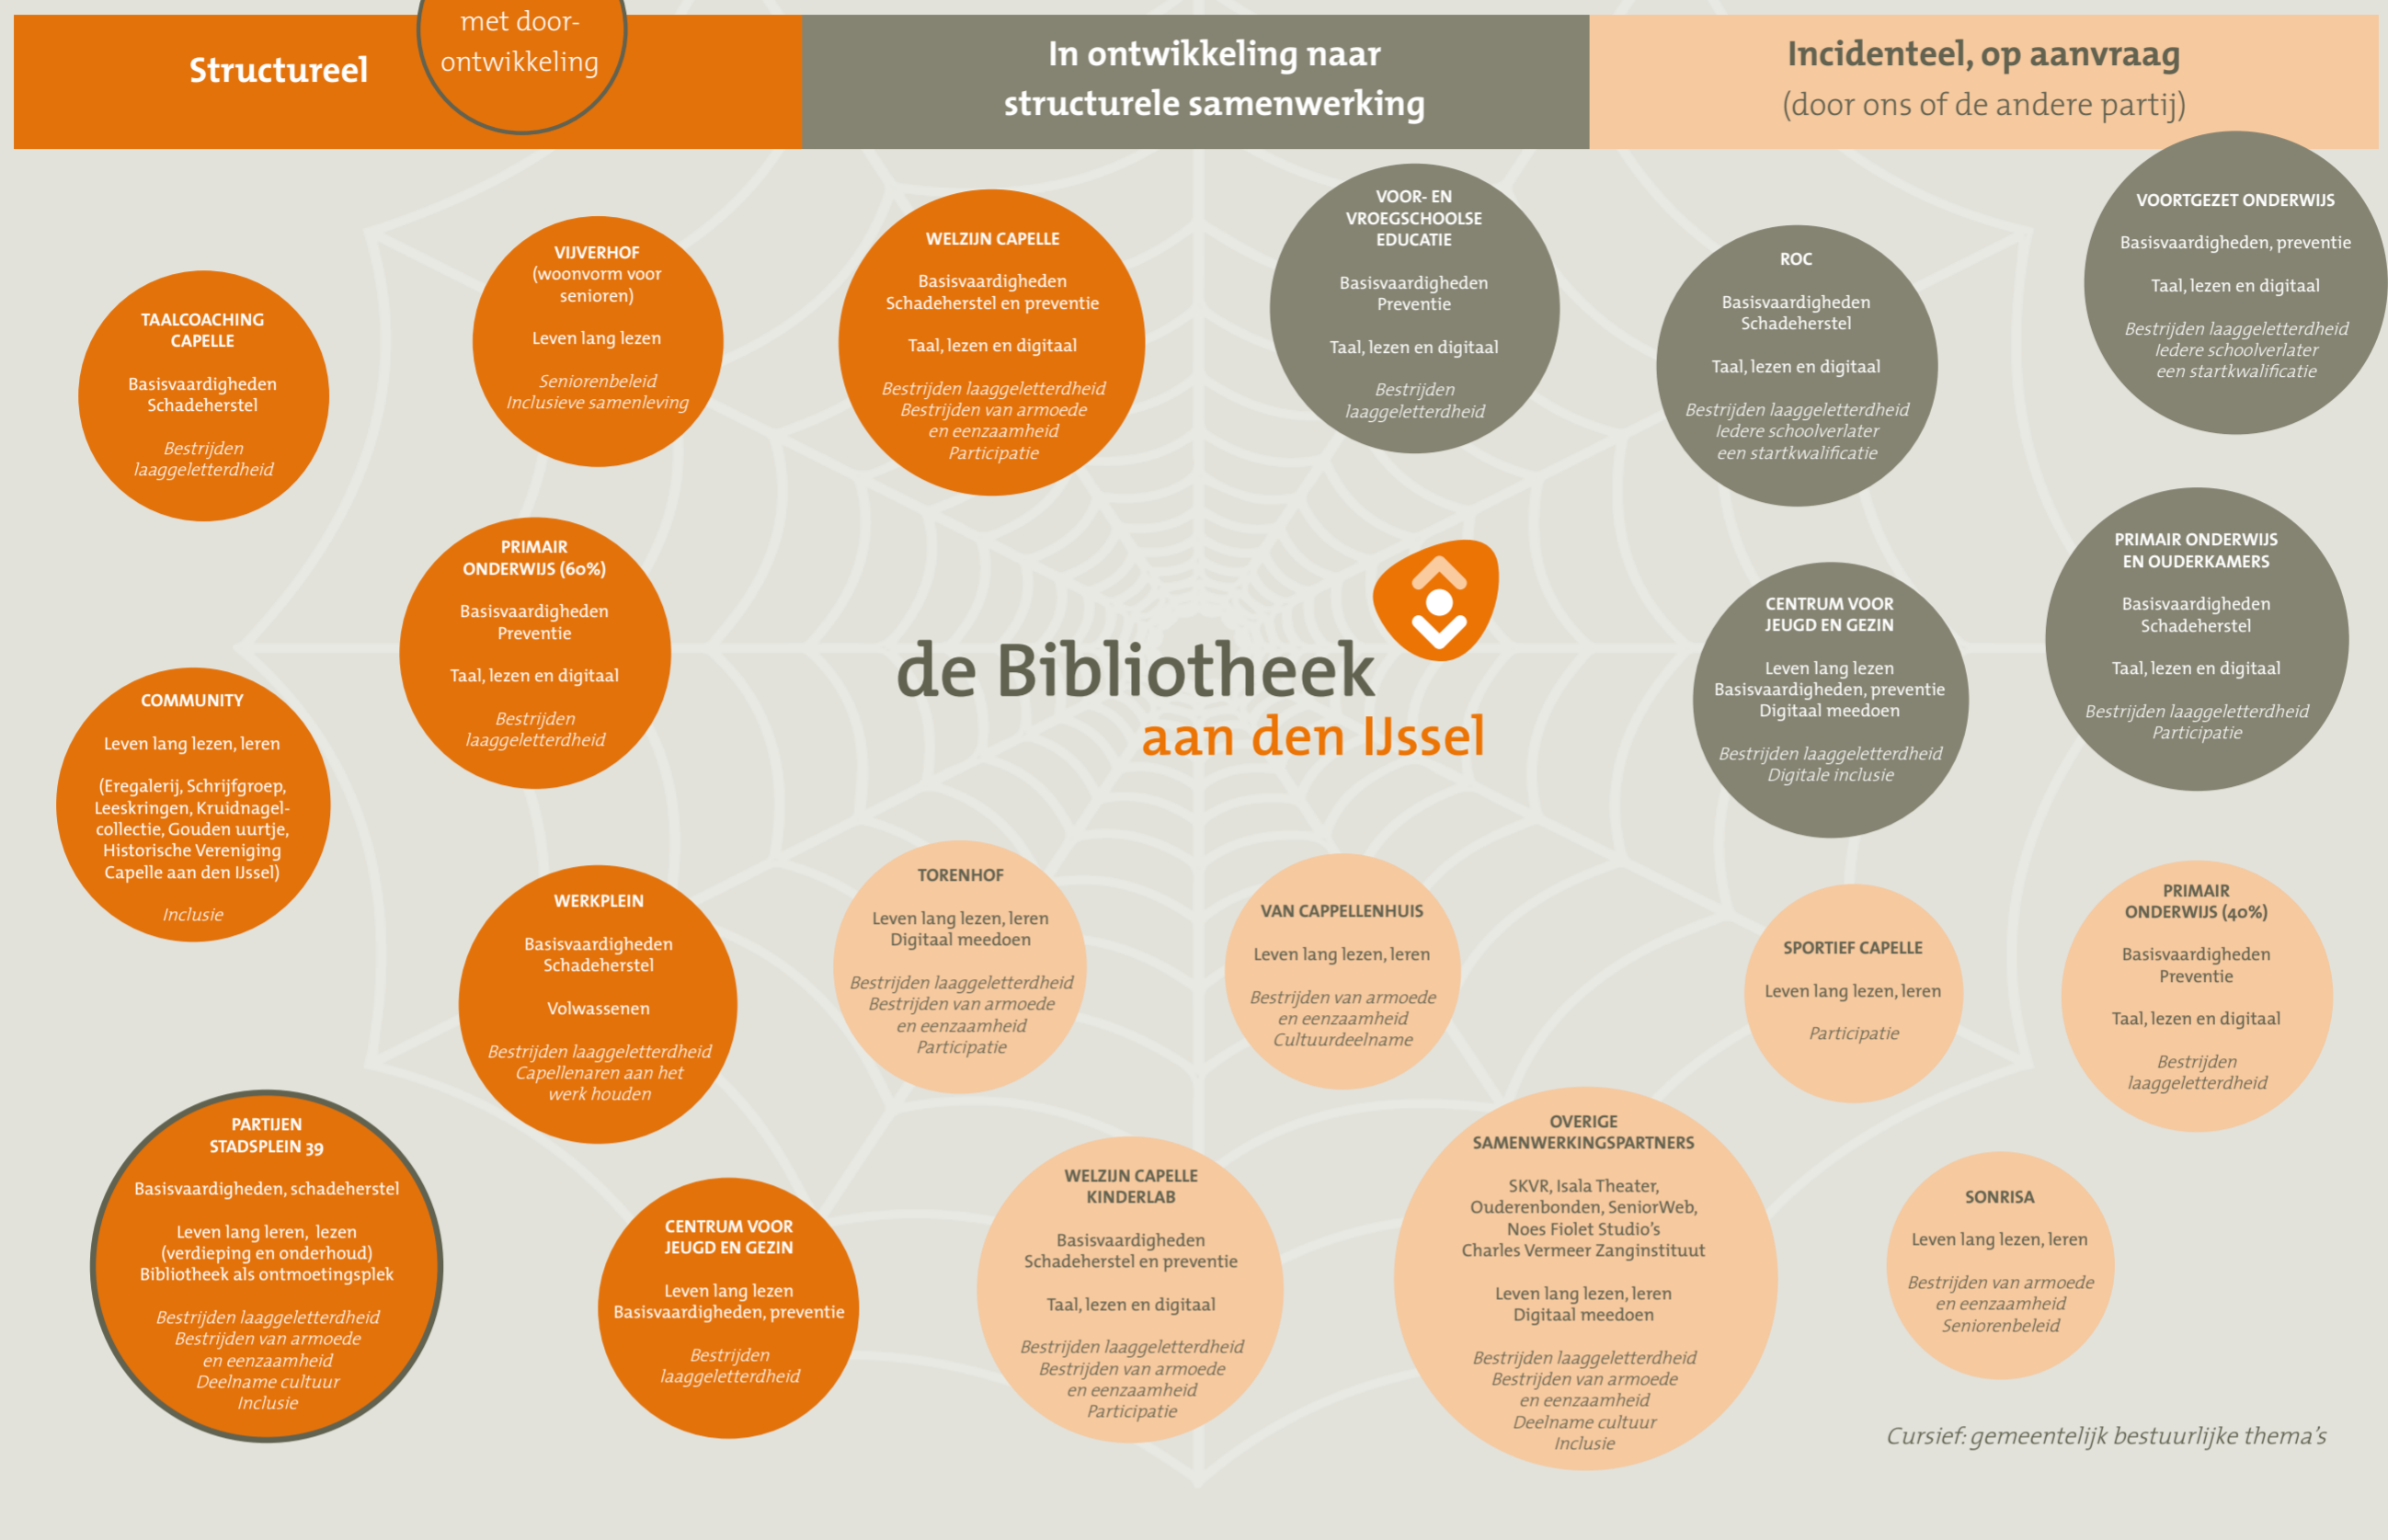 Structureel
met door-
ontwikkeling
In ontwikkeling naar
structurele samenwerking
Incidenteel, op aanvraag
(door ons of de andere partij)
TAALCOACHING
CAPELLE
Basisvaardigheden
Schadeherstel
Bestrijden
laaggeletterdheid
VIJVERHOF
(woonvorm voor
senioren)
Leven lang lezen
Seniorenbeleid
Inclusieve samenleving
WELZIJN CAPELLE
Basisvaardigheden
Schadeherstel en preventie
Taal, lezen en digitaal
Bestrijden laaggeletterdheid
Bestrijden van armoede
en eenzaamheid
Participatie
VOOR- EN
VROEGSCHOOLSE
EDUCATIE
Basisvaardigheden
Preventie
Taal, lezen en digitaal
Bestrijden
laaggeletterdheid
ROC
Basisvaardigheden
Schadeherstel
Taal, lezen en digitaal
Bestrijden laaggeletterdheid
Iedere schoolverlater
een startkwalificatie
VOORTGEZET ONDERWIJS
Basisvaardigheden, preventie
Taal, lezen en digitaal
Bestrijden laaggeletterdheid
Iedere schoolverlater
een startkwalificatie
PRIMAIR
ONDERWIJS (60%)
Basisvaardigheden
Preventie
Taal, lezen en digitaal
Bestrijden
laaggeletterdheid
de Bibliotheek
aan den IJssel
CENTRUM VOOR
JEUGD EN GEZIN
Leven lang lezen
Basisvaardigheden, preventie
Digitaal meedoen
Bestrijden laaggeletterdheid
Digitale inclusie
PRIMAIR ONDERWIJS
EN OUDERKAMERS
Basisvaardigheden
Schadeherstel
Taal, lezen en digitaal
Bestrijden laaggeletterdheid
Participatie
COMMUNITY
Leven lang lezen, leren
(Eregalerij, Schrijfgroep,
Leeskringen, Kruidnagel-
collectie, Gouden uurtje,
Historische Vereniging
Capelle aan den IJssel)
Inclusie
WERKPLEIN
Basisvaardigheden
Schadeherstel
Volwassenen
Bestrijden laaggeletterdheid
Capellenaren aan het
werk houden
TORENHOF
Leven lang lezen, leren
Digitaal meedoen
Bestrijden laaggeletterdheid
Bestrijden van armoede
en eenzaamheid
Participatie
VAN CAPPELLENHUIS
Leven lang lezen, leren
Bestrijden van armoede
en eenzaamheid
Cultuurdeelname
SPORTIEF CAPELLE
Leven lang lezen, leren
Participatie
PRIMAIR
ONDERWIJS (40%)
Basisvaardigheden
Preventie
Taal, lezen en digitaal
Bestrijden
laaggeletterdheid
PARTIJEN
STADSPLEIN 39
Basisvaardigheden, schadeherstel
Leven lang leren, lezen
(verdieping en onderhoud)
Bibliotheek als ontmoetingsplek
Bestrijden laaggeletterdheid
Bestrijden van armoede
en eenzaamheid
Deelname cultuur
Inclusie
CENTRUM VOOR
JEUGD EN GEZIN
Leven lang lezen
Basisvaardigheden, preventie
Bestrijden
laaggeletterdheid
WELZIJN CAPELLE
KINDERLAB
Basisvaardigheden
Schadeherstel en preventie
Taal, lezen en digitaal
Bestrijden laaggeletterdheid
Bestrijden van armoede
en eenzaamheid
Participatie
OVERIGE
SAMENWERKINGSPARTNERS
SKVR, Isala Theater,
Ouderenbonden, SeniorWeb,
Noes Fiolet Studio's
Charles Vermeer Zanginstituut
Leven lang lezen, leren
Digitaal meedoen
Bestrijden laaggeletterdheid
Bestrijden van armoede
en eenzaamheid
Deelname cultuur
Inclusie
SONRISA
Leven lang lezen, leren
Bestrijden van armoede
en eenzaamheid
Seniorenbeleid
Cursief: gemeentelijk bestuurlijke thema's